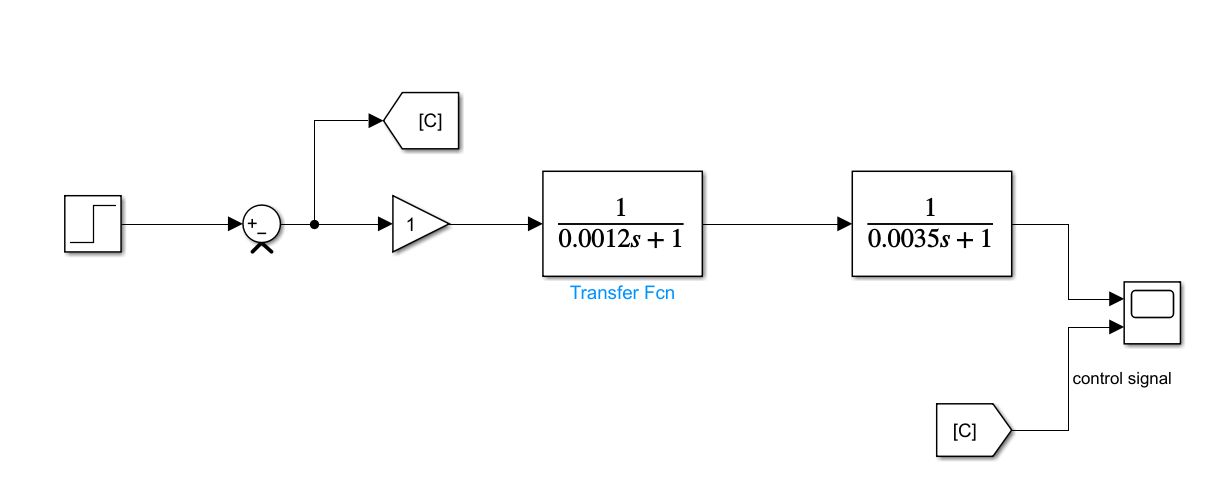 [C]
+
−
1
1
0.0012s + 1
1
0.0035s + 1
Transfer Fcn
control signal
[C]